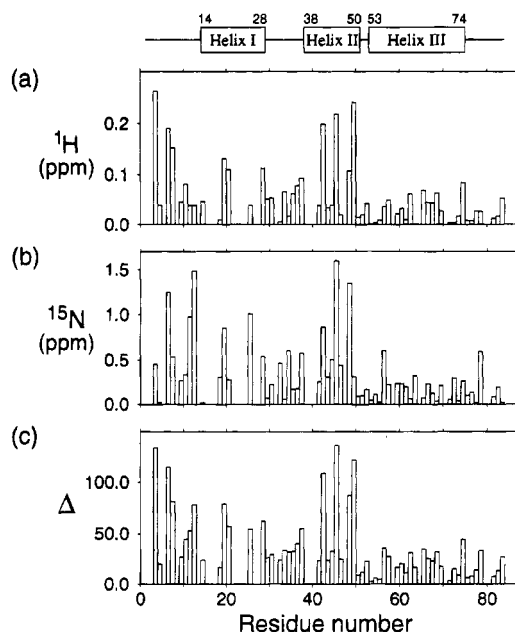 14 28 38 50 53 74
Helix I Helix II Helix III
(a)
¹H
(ppm)
0.2
0.1
0.0
(b)
¹⁵N
(ppm)
1.5
1.0
0.5
0.0
(c)
Δ
100.0
50.0
0.0
0 20 40 60 80
Residue number